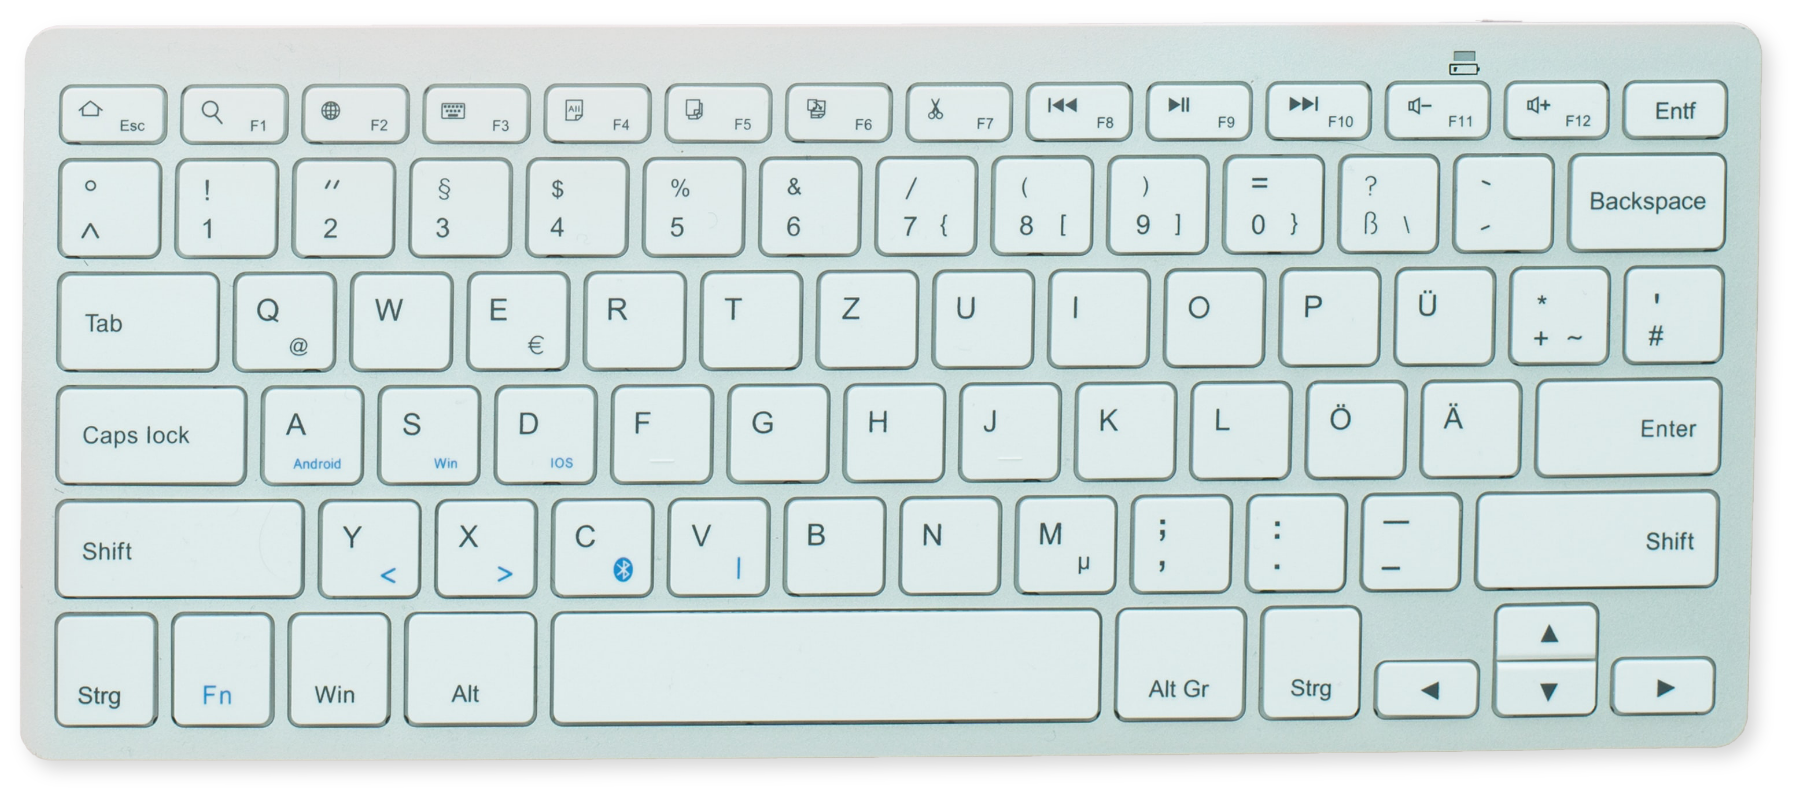 Esc F1 F2 F3 All F4 F5 F6 F7 F8 F9 F10 F11 F12 Entf
° ! " § $ % & / ( ) = ? `
^ 1 2 3 4 5 6 7 { 8 [ 9 ] 0 } ß \ ´ Backspace
Tab Q @ W E € R T Z U I O P Ü * + ~ ' #
Caps lock A Android S Win D IOS F G H J K L Ö Ä Enter
Shift Y < X > C V | B N M µ ; , : . — – Shift
Strg Fn Win Alt Alt Gr Strg ◀ ▲ ▼ ▶